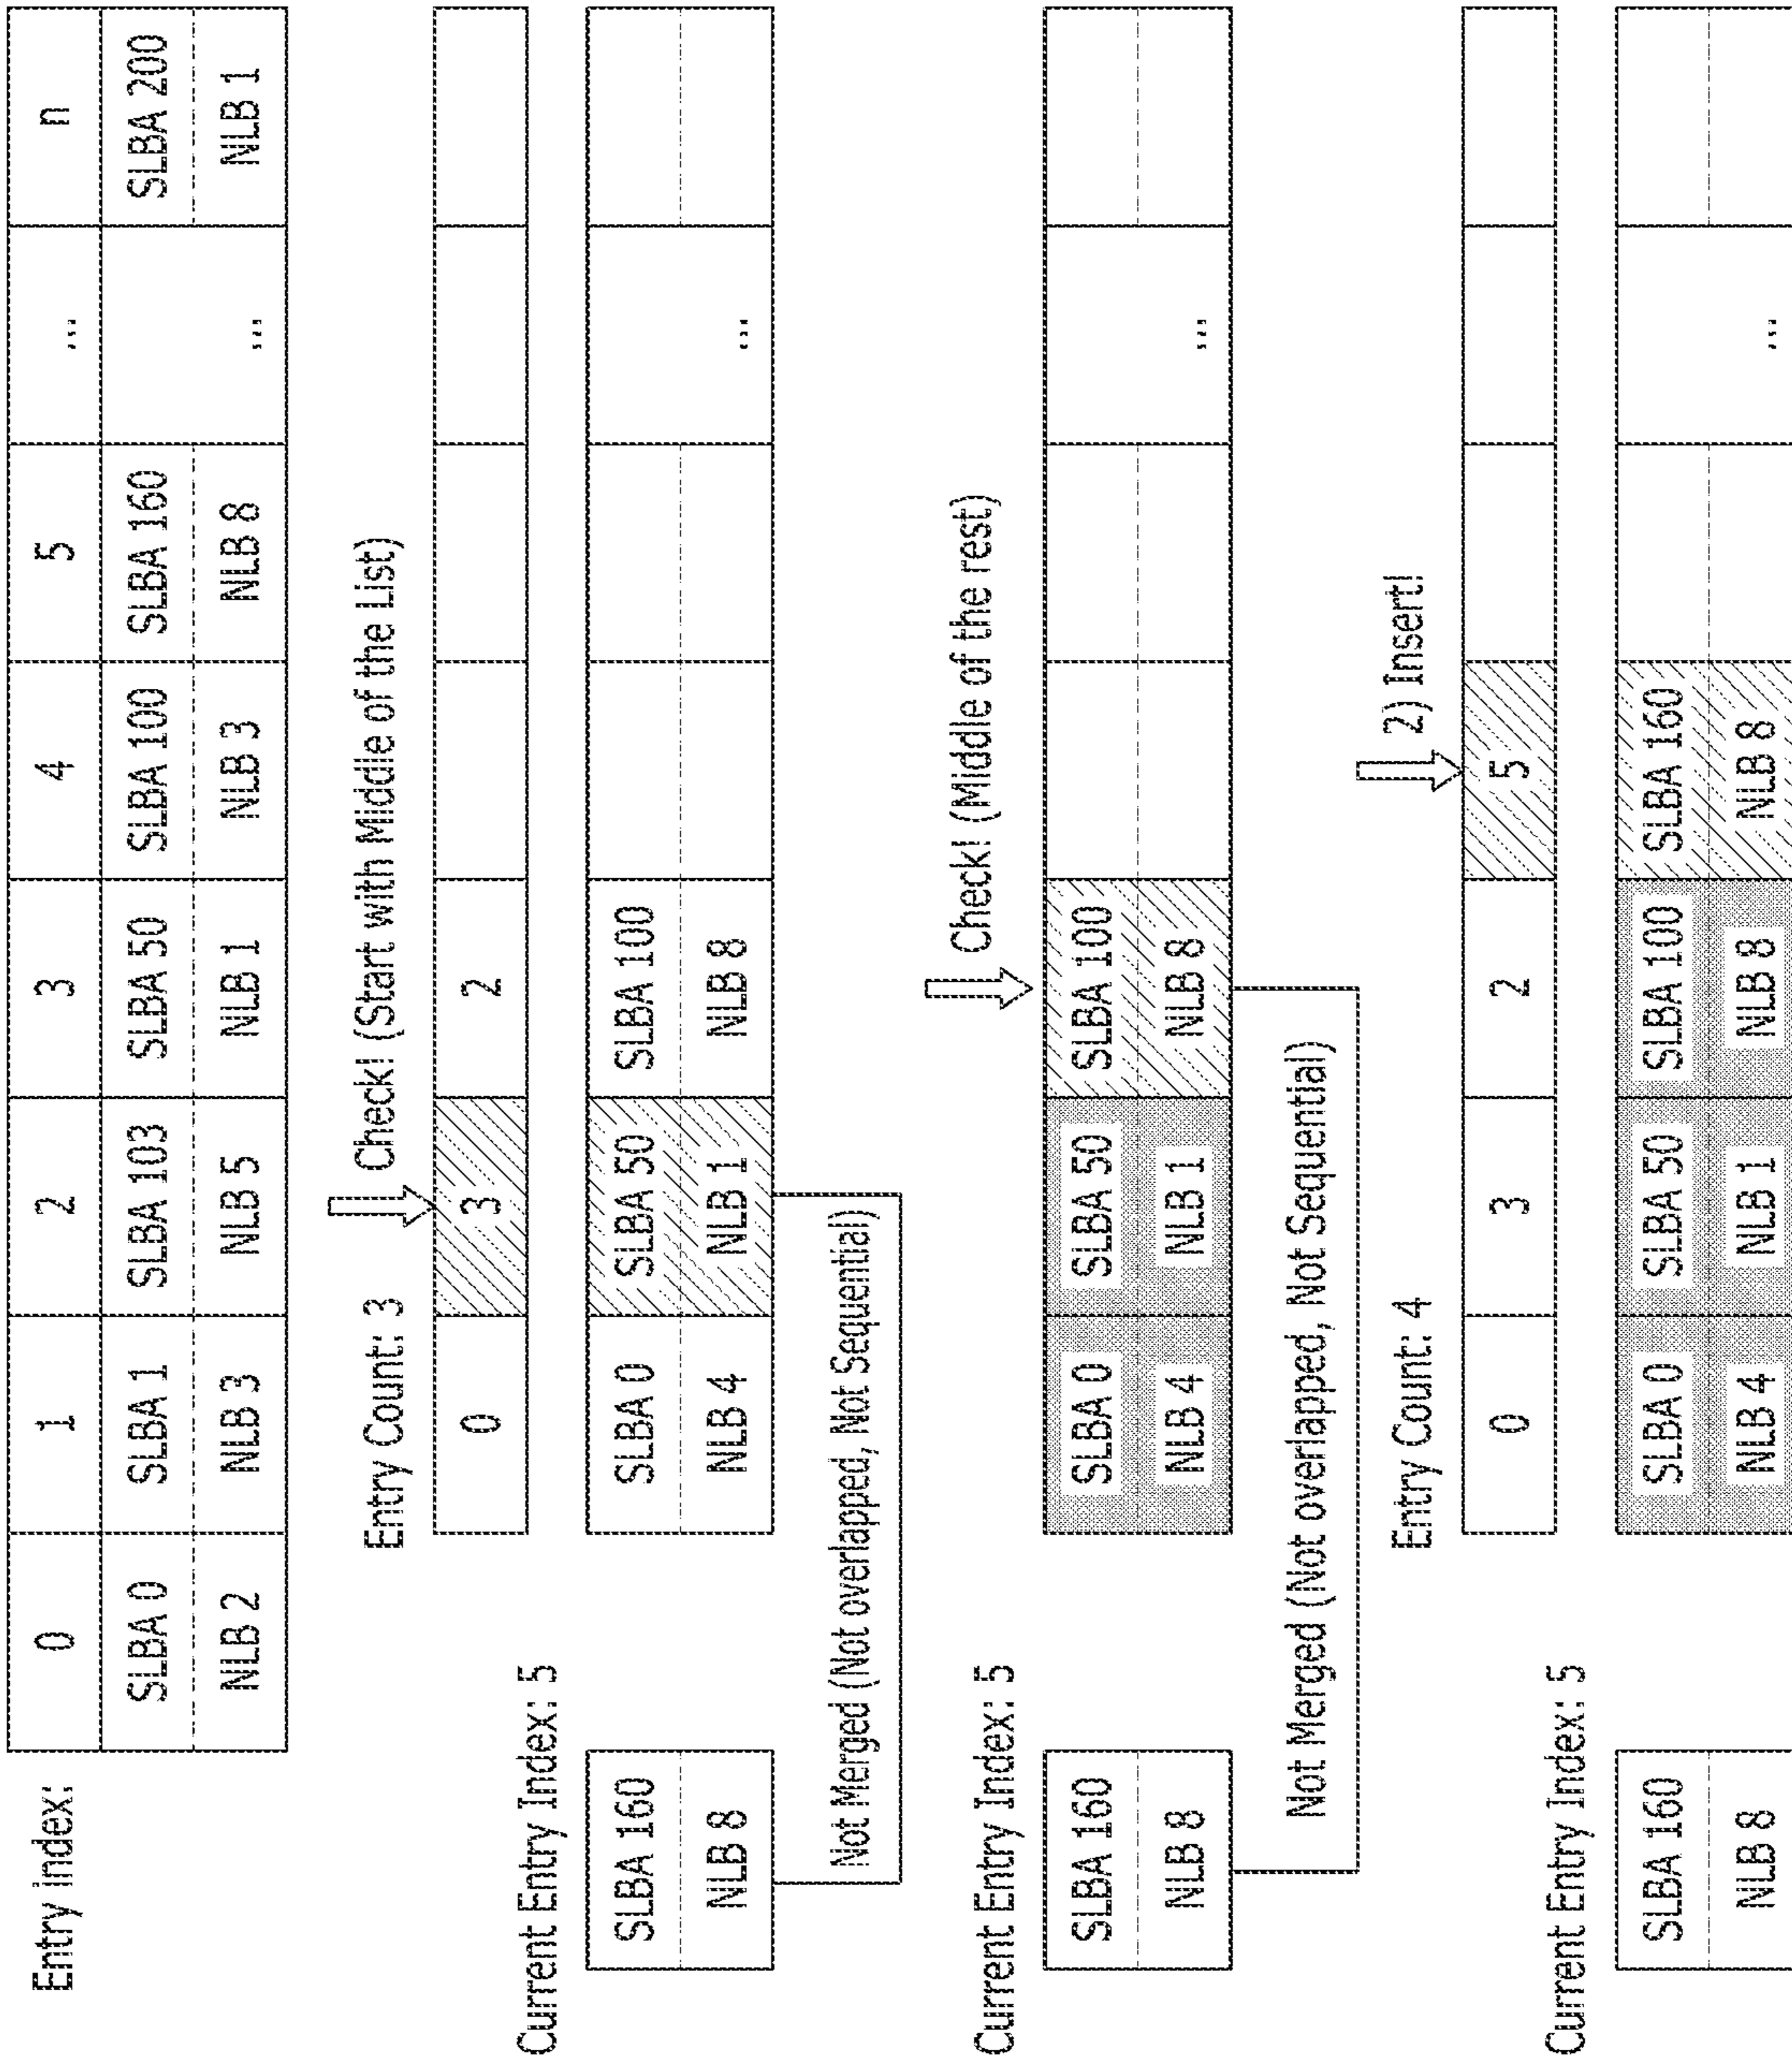 Entry index: 0 1 2 3 4 5 ... n
SLBA 0 SLBA 1 SLBA 103 SLBA 50 SLBA 100 SLBA 160 SLBA 200
NLB 2 NLB 3 NLB 5 NLB 1 NLB 3 NLB 8 ... NLB 1
Entry Count: 3 Check! (Start with Middle of the List)
0 3 2
Current Entry Index: 5
SLBA 160 SLBA 0 SLBA 50 SLBA 100
NLB 8 NLB 4 NLB 1 NLB 8 ...
Not Merged (Not overlapped, Not Sequential)
Check! (Middle of the rest)
Current Entry Index: 5
SLBA 160 SLBA 0 SLBA 50 SLBA 100
NLB 8 NLB 4 NLB 1 NLB 8 ...
Not Merged (Not overlapped, Not Sequential)
Entry Count: 4 2) Insert!
0 3 2 5
Current Entry Index: 5
SLBA 160 SLBA 0 SLBA 50 SLBA 100 SLBA 160
NLB 8 NLB 4 NLB 1 NLB 8 NLB 8 ...